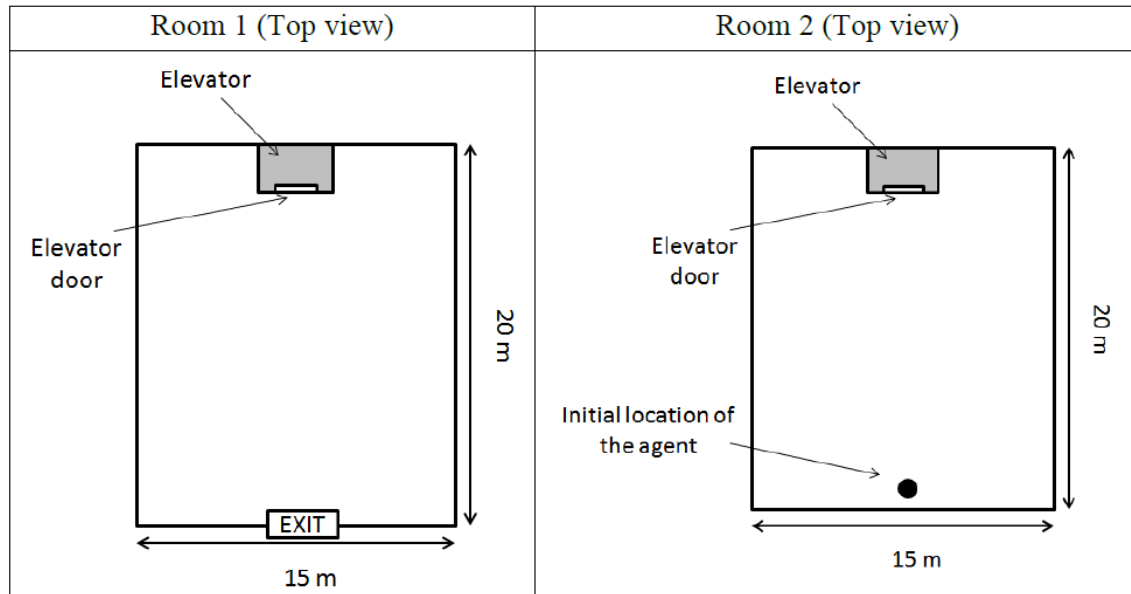 Room 1 (Top view)
Elevator
Elevator
door
20 m
EXIT
15 m
Room 2 (Top view)
Elevator
Elevator
door
20 m
Initial location of
the agent
15 m